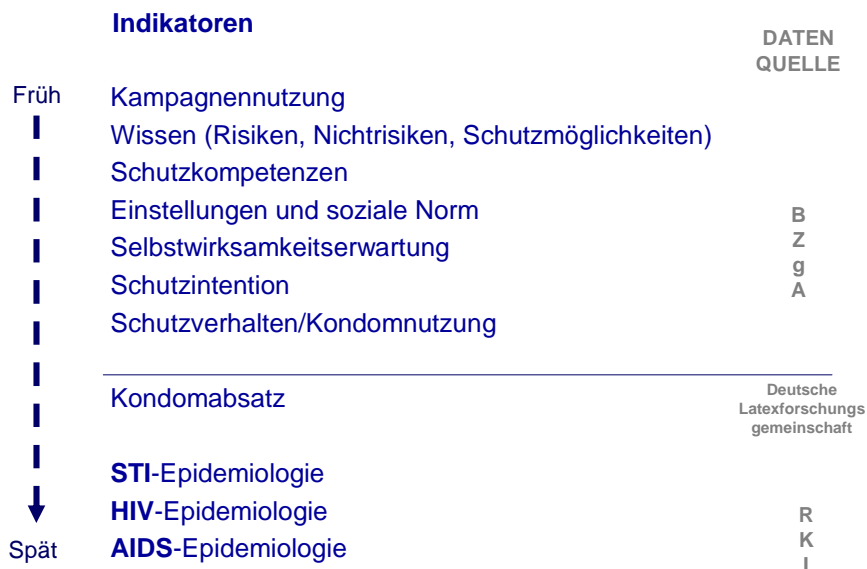 Indikatoren
DATEN
QUELLE
Früh
Kampagnennutzung
Wissen (Risiken, Nichtrisiken, Schutzmöglichkeiten)
Schutzkompetenzen
Einstellungen und soziale Norm
Selbstwirksamkeitserwartung
Schutzintention
Schutzverhalten/Kondomnutzung
B
Z
g
A
Kondomabsatz
Deutsche
Latexforschungs
gemeinschaft
STI-Epidemiologie
HIV-Epidemiologie
AIDS-Epidemiologie
R
K
I
Spät